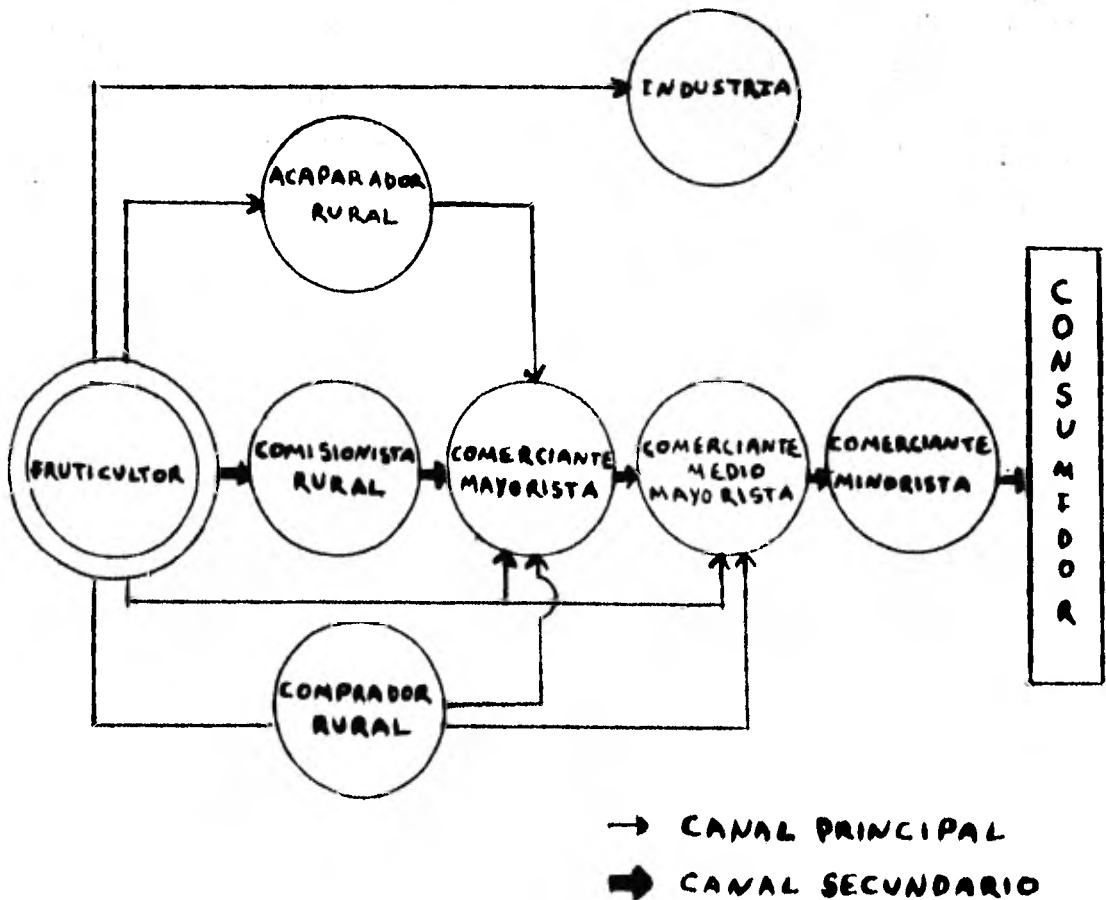 INDUSTRIA
ACAPARADOR
RURAL
FRUTICULTOR
COMISIONISTA
RURAL
COMERCIANTE
MAYORISTA
COMERCIANTE
MEDIO
MAYORISTA
COMERCIANTE
MINORISTA
CONSUMIDOR
COMPRADOR
RURAL
CANAL PRINCIPAL
CANAL SECUNDARIO